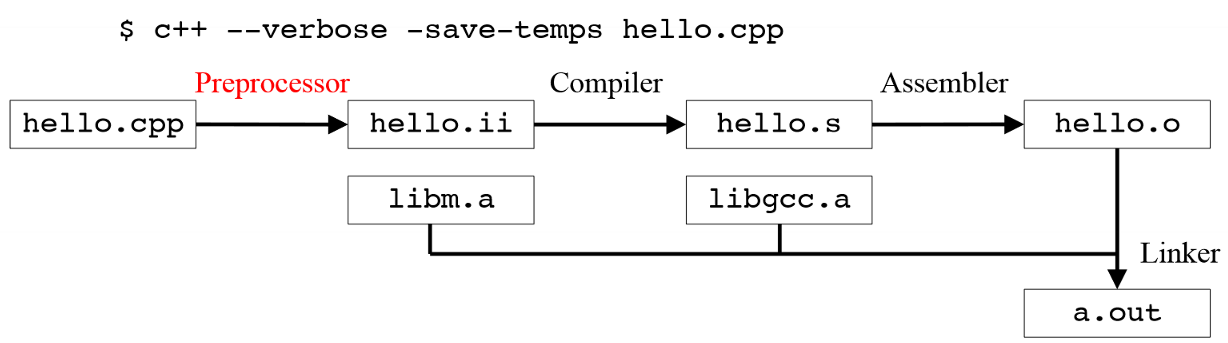 $ c++ --verbose -save-temps hello.cpp
Preprocessor Compiler Assembler
hello.cpp hello.ii hello.s hello.o
libm.a libgcc.a
Linker
a.out